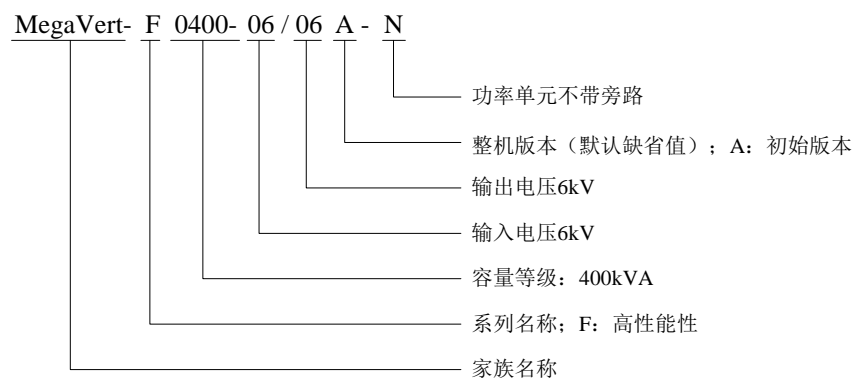 MegaVert- F 0400- 06 / 06 A - N
功率单元不带旁路
整机版本（默认缺省值）；A：初始版本
输出电压6kV
输入电压6kV
容量等级：400kVA
系列名称；F：高性能性
家族名称